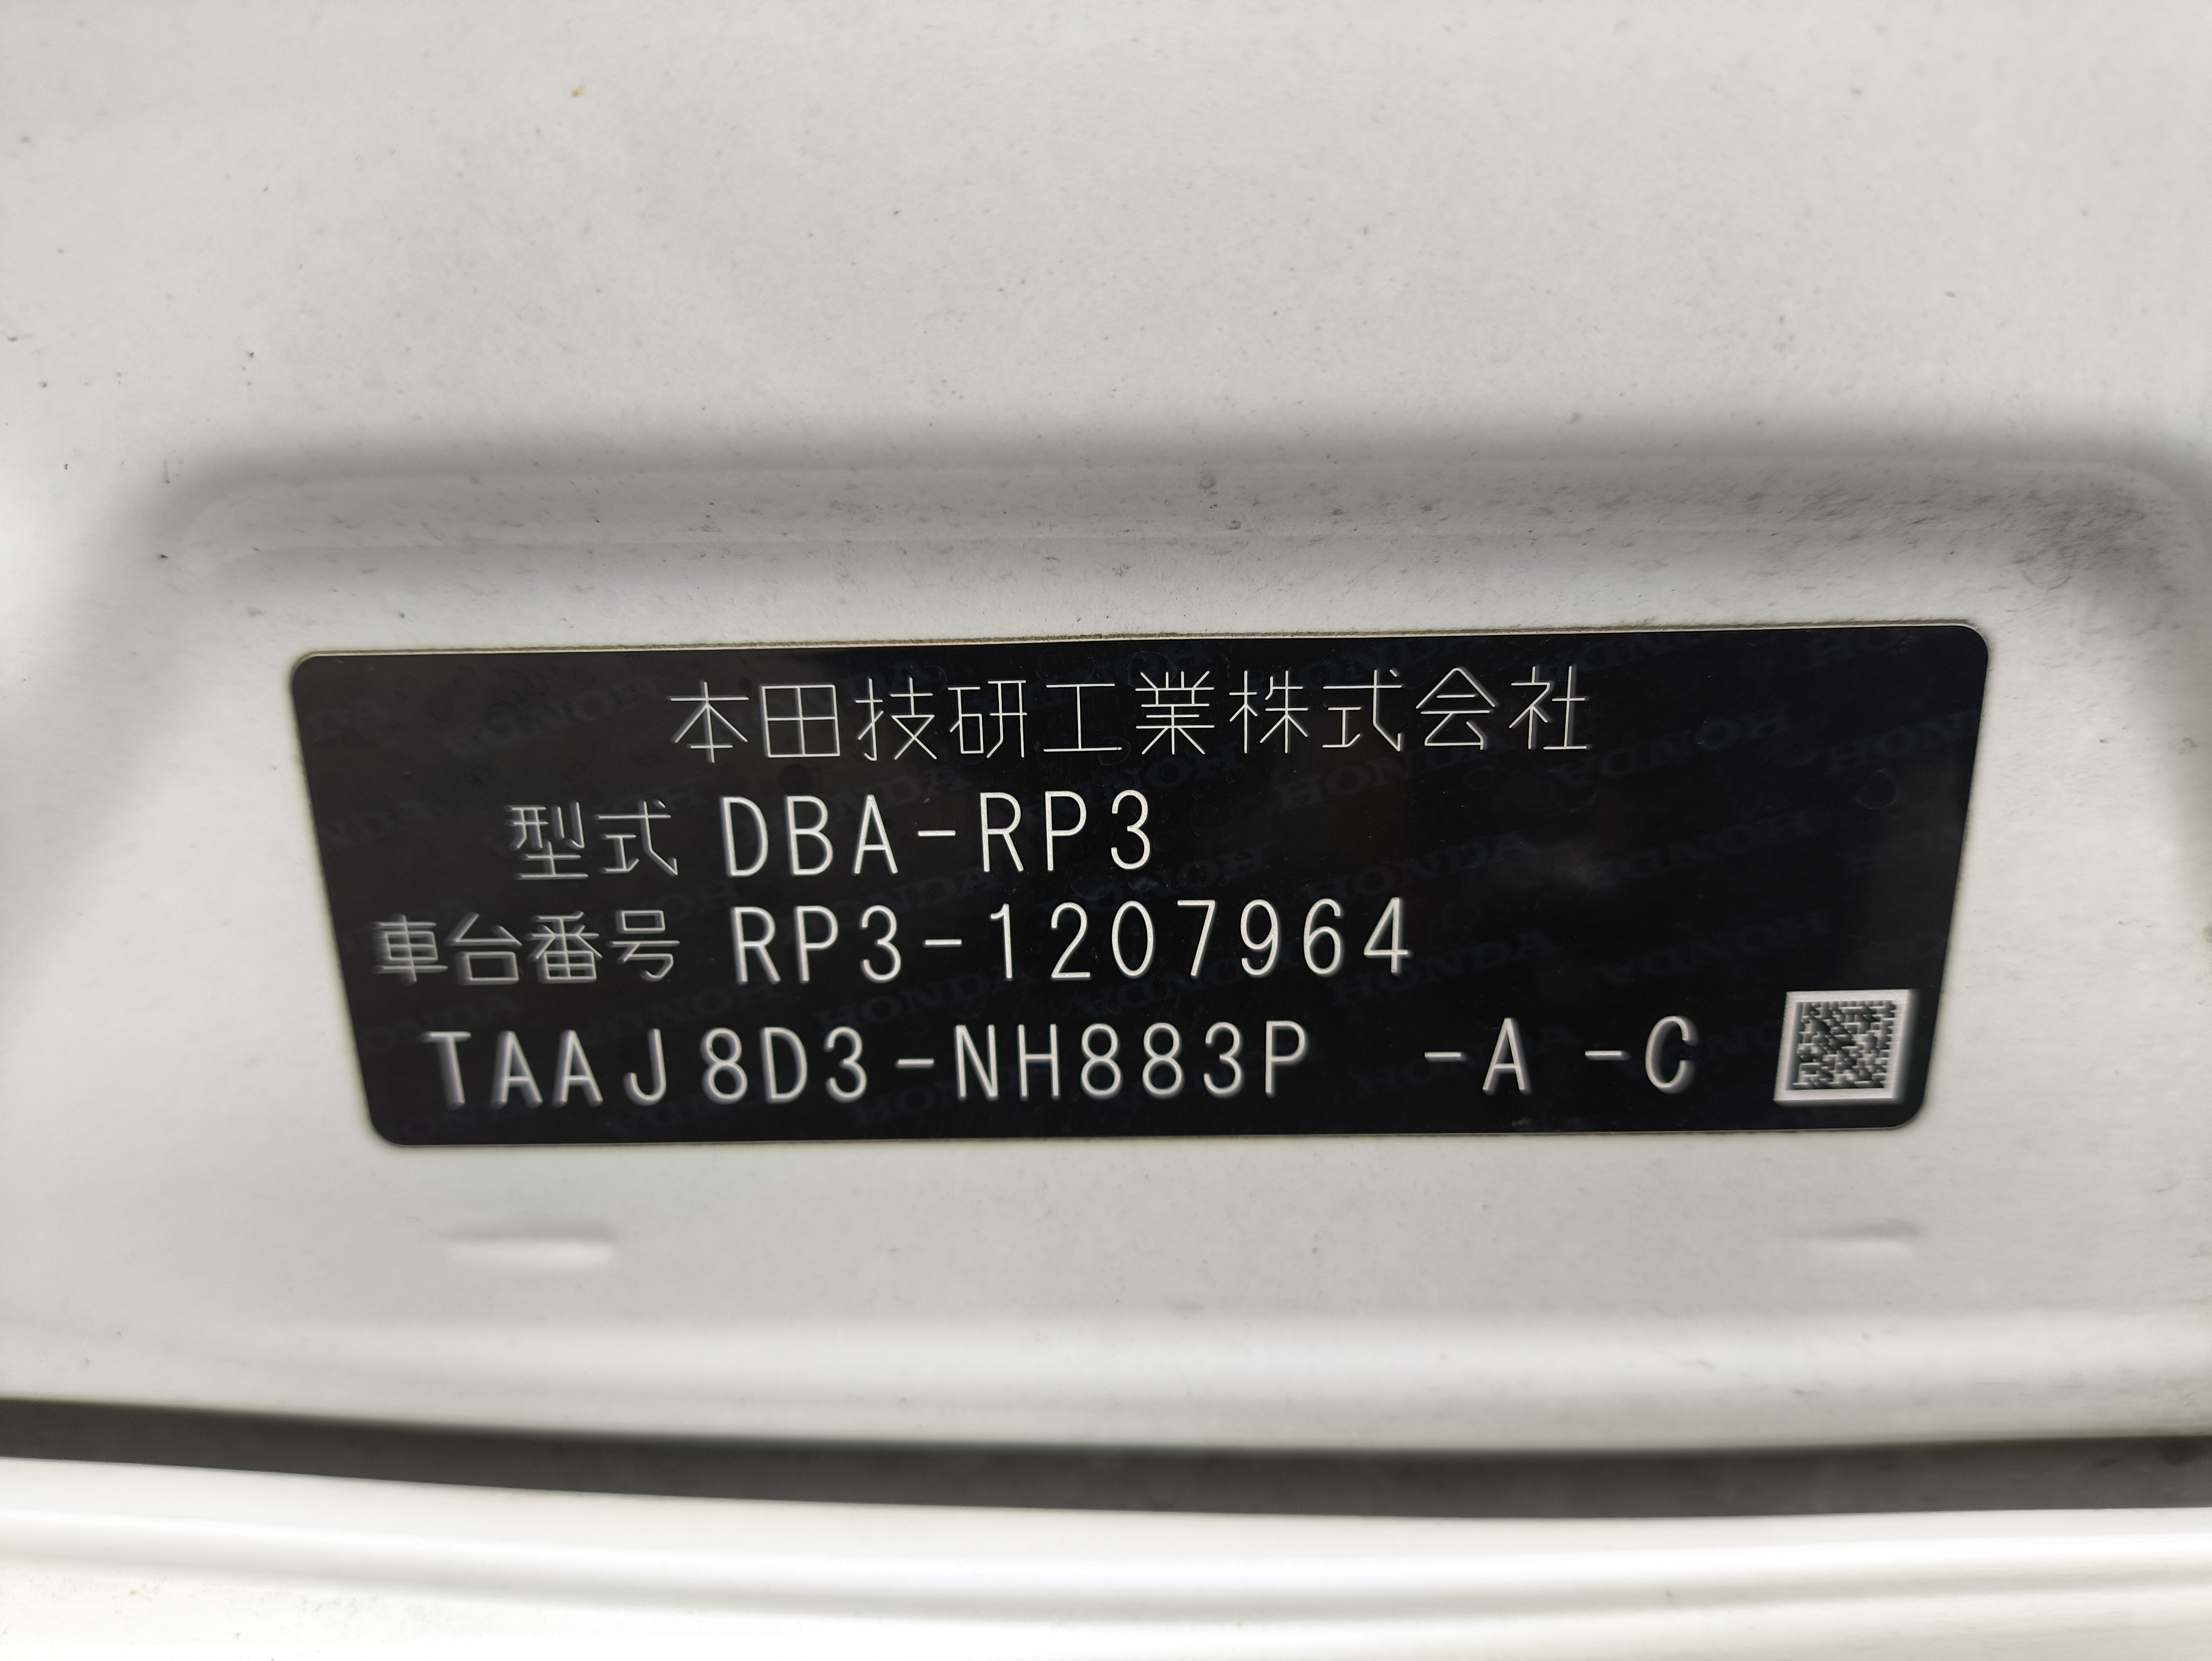 本田技研工業株式会社
型式 DBA-RP3
車台番号 RP3-1207964
TAAJ8D3-NH883P -A -C